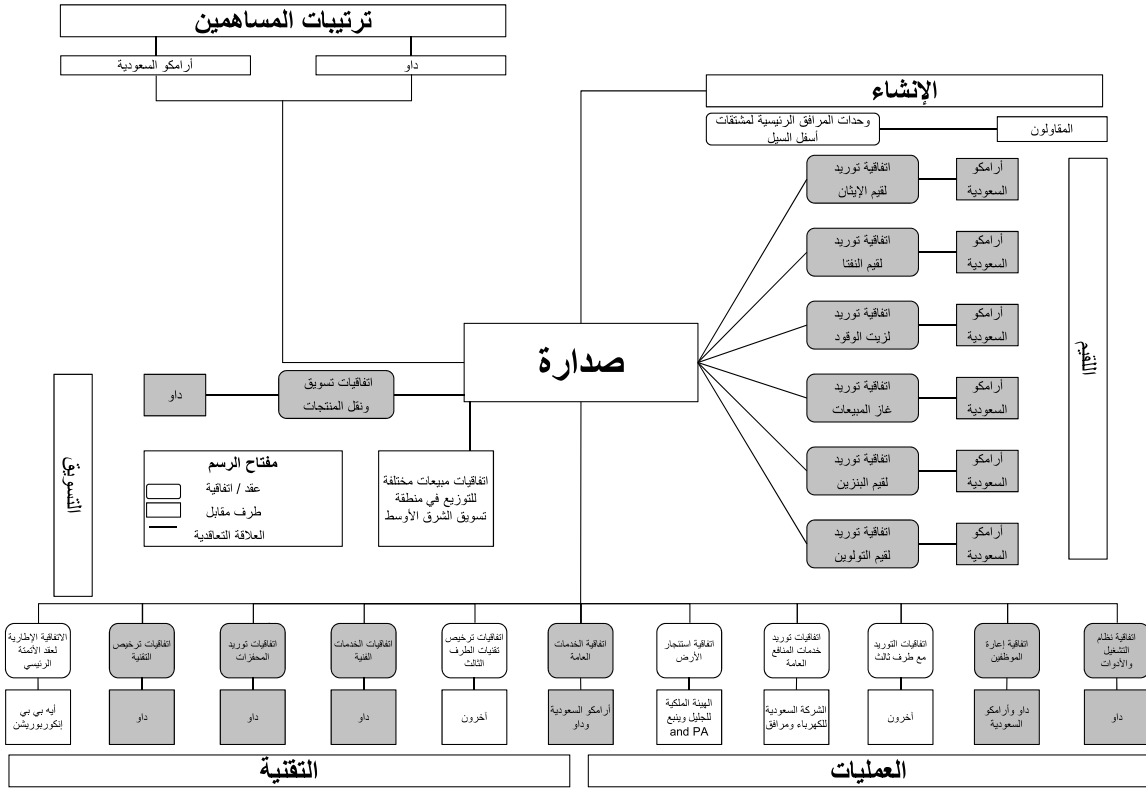 ترتيبات المساهمين
داو
أرامكو السعودية
الإنشاء
المقاولون
وحدات المرافق الرئيسية لمشتقات
أسفل السيل
اللقيم
أرامكو
السعودية
اتفاقية توريد
لقيم الإيثان
أرامكو
السعودية
اتفاقية توريد
لقيم النفتا
أرامكو
السعودية
اتفاقية توريد
لزيت الوقود
أرامكو
السعودية
اتفاقية توريد
غاز المبيعات
أرامكو
السعودية
اتفاقية توريد
لقيم البنزين
أرامكو
السعودية
اتفاقية توريد
لقيم التولوين
صدارة
اتفاقيات تسويق
ونقل المنتجات
داو
التسويق
اتفاقيات مبيعات مختلفة
للتوزيع في منطقة
تسويق الشرق الأوسط
مفتاح الرسم
عقد / اتفاقية
طرف مقابل
العلاقة التعاقدية
اتفاقية نظام
التشغيل
والأدوات
داو
اتفاقية إعارة
الموظفين
داو وأرامكو
السعودية
اتفاقيات التوريد
مع طرف ثالث
آخرون
اتفاقيات توريد
خدمات المنافع
العامة
الشركة السعودية
للكهرباء ومرافق
اتفاقية استئجار
الأرض
الهيئة الملكية
للجبيل وينبع
and PA
اتفاقية الخدمات
العامة
أرامكو السعودية
وداو
اتفاقيات ترخيص
تقنيات الطرف
الثالث
آخرون
اتفاقيات الخدمات
الفنية
داو
اتفاقيات توريد
المحفزات
داو
اتفاقيات ترخيص
التقنية
داو
الاتفاقية الإطارية
لعقد الأتمتة
الرئيسي
أيه بي بي
إنكوربوريشن
العمليات
التقنية